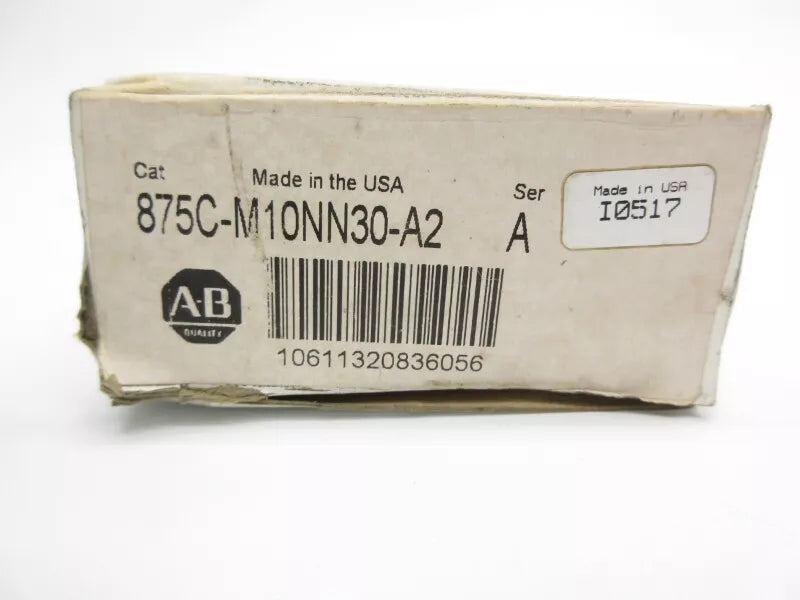 Cat
Made in the USA
875C-M10NN30-A2
Ser
A
Made in USA
I0517
A-B
QUALITY
10611320836056